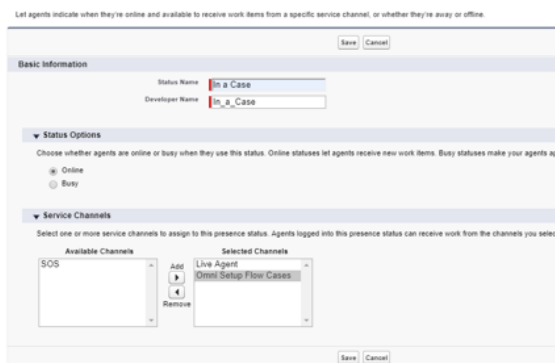 Let agents indicate when they're online and available to receive work items from a specific service channel, or whether they're away or offline.
Save Cancel
Basic Information
Status Name In a Case
Developer Name In_a_Case
Status Options
Choose whether agents are online or busy when they use this status. Online statuses let agents receive new work items. Busy statuses make your agents
Online
Busy
Service Channels
Select one or more service channels to assign to this presence status. Agents logged into this presence status can receive work from the channels you
Available Channels Selected Channels
SOS Add Live Agent
Omni Setup Flow Cases
Remove
Save Cancel